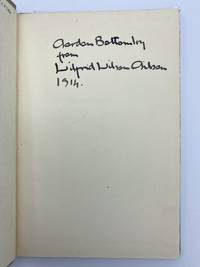 Gordon Bottomley
from
Wilfrid Wilson Gibson
1914.